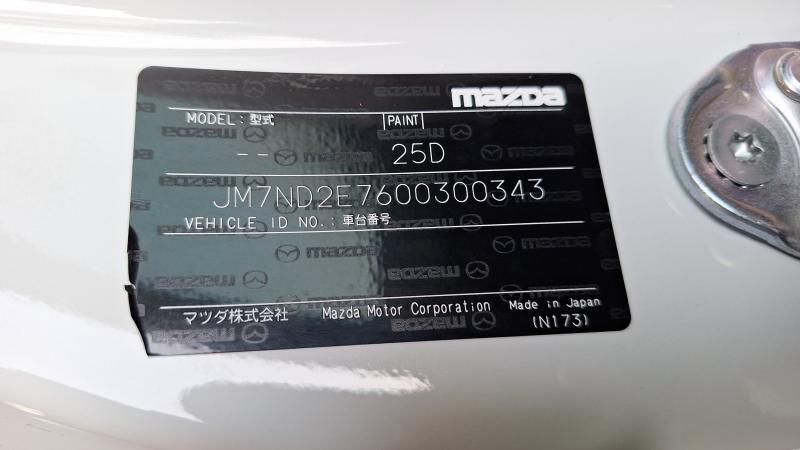 mazda
MODEL: 型式 PAINT
-- 25D
JM7ND2E7600300343
VEHICLE ID NO.: 車台番号
マツダ株式会社 Mazda Motor Corporation Made in Japan
(N173)